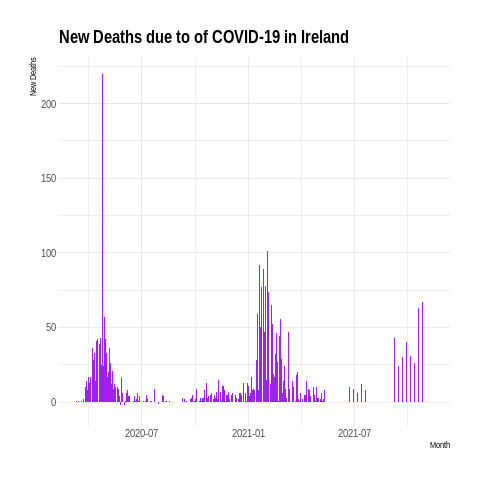 New Deaths due to of COVID-19 in Ireland
New Deaths
200
150
100
50
0
2020-07
2021-01
2021-07
Month